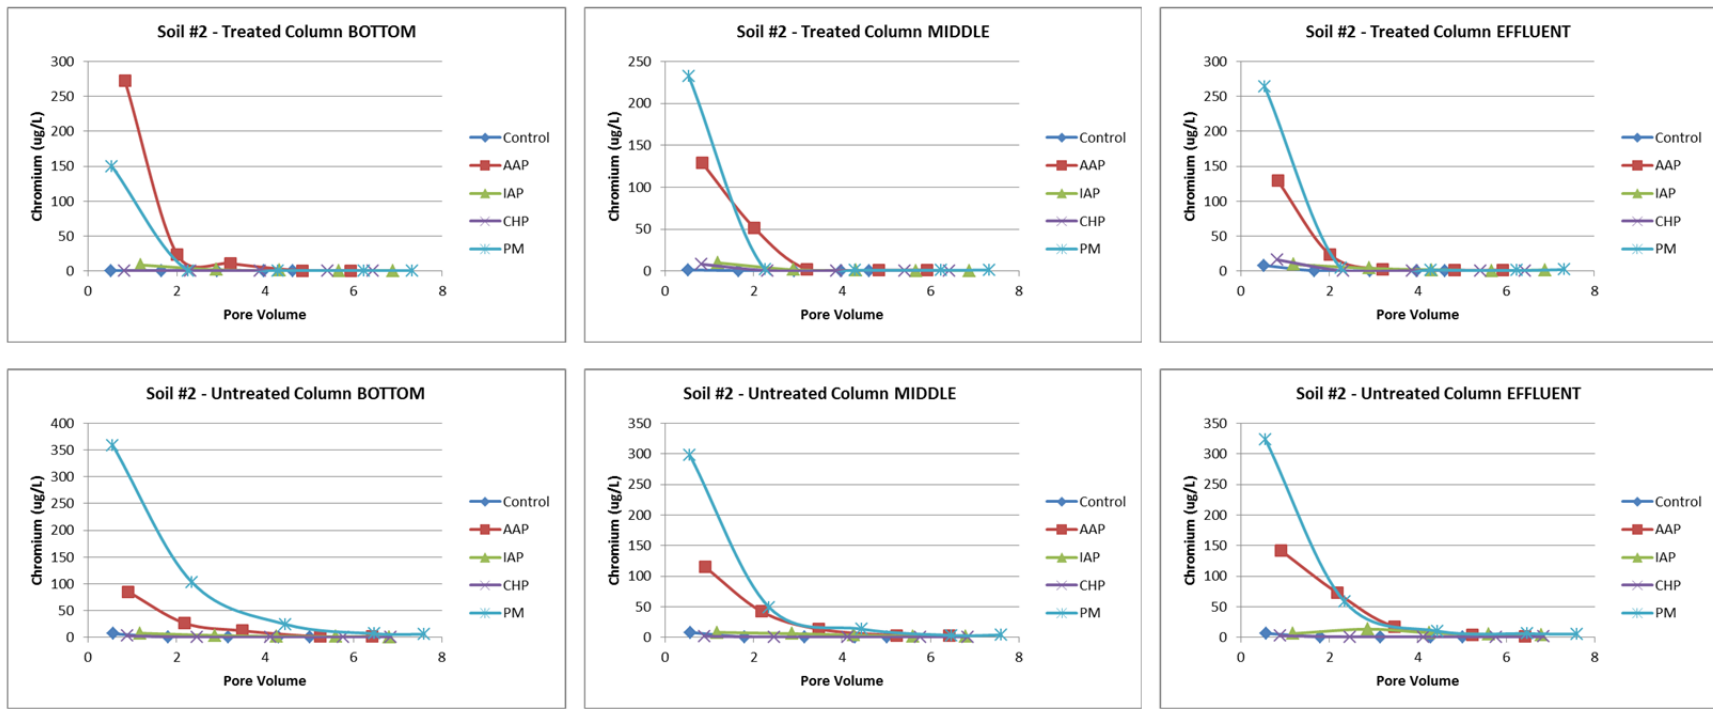 Soil #2 - Treated Column BOTTOM
Chromium (ug/L)
300
250
200
150
100
50
0
0 2 4 6 8
Pore Volume
Control
AAP
IAP
CHP
PM
Soil #2 - Treated Column MIDDLE
Chromium (ug/L)
250
200
150
100
50
0
0 2 4 6 8
Pore Volume
Control
AAP
IAP
CHP
PM
Soil #2 - Treated Column EFFLUENT
Chromium (ug/L)
300
250
200
150
100
50
0
0 2 4 6 8
Pore Volume
Control
AAP
IAP
CHP
PM
Soil #2 - Untreated Column BOTTOM
Chromium (ug/L)
400
350
300
250
200
150
100
50
0
0 2 4 6 8
Pore Volume
Control
AAP
IAP
CHP
PM
Soil #2 - Untreated Column MIDDLE
Chromium (ug/L)
350
300
250
200
150
100
50
0
0 2 4 6 8
Pore Volume
Control
AAP
IAP
CHP
PM
Soil #2 - Untreated Column EFFLUENT
Chromium (ug/L)
350
300
250
200
150
100
50
0
0 2 4 6 8
Pore Volume
Control
AAP
IAP
CHP
PM